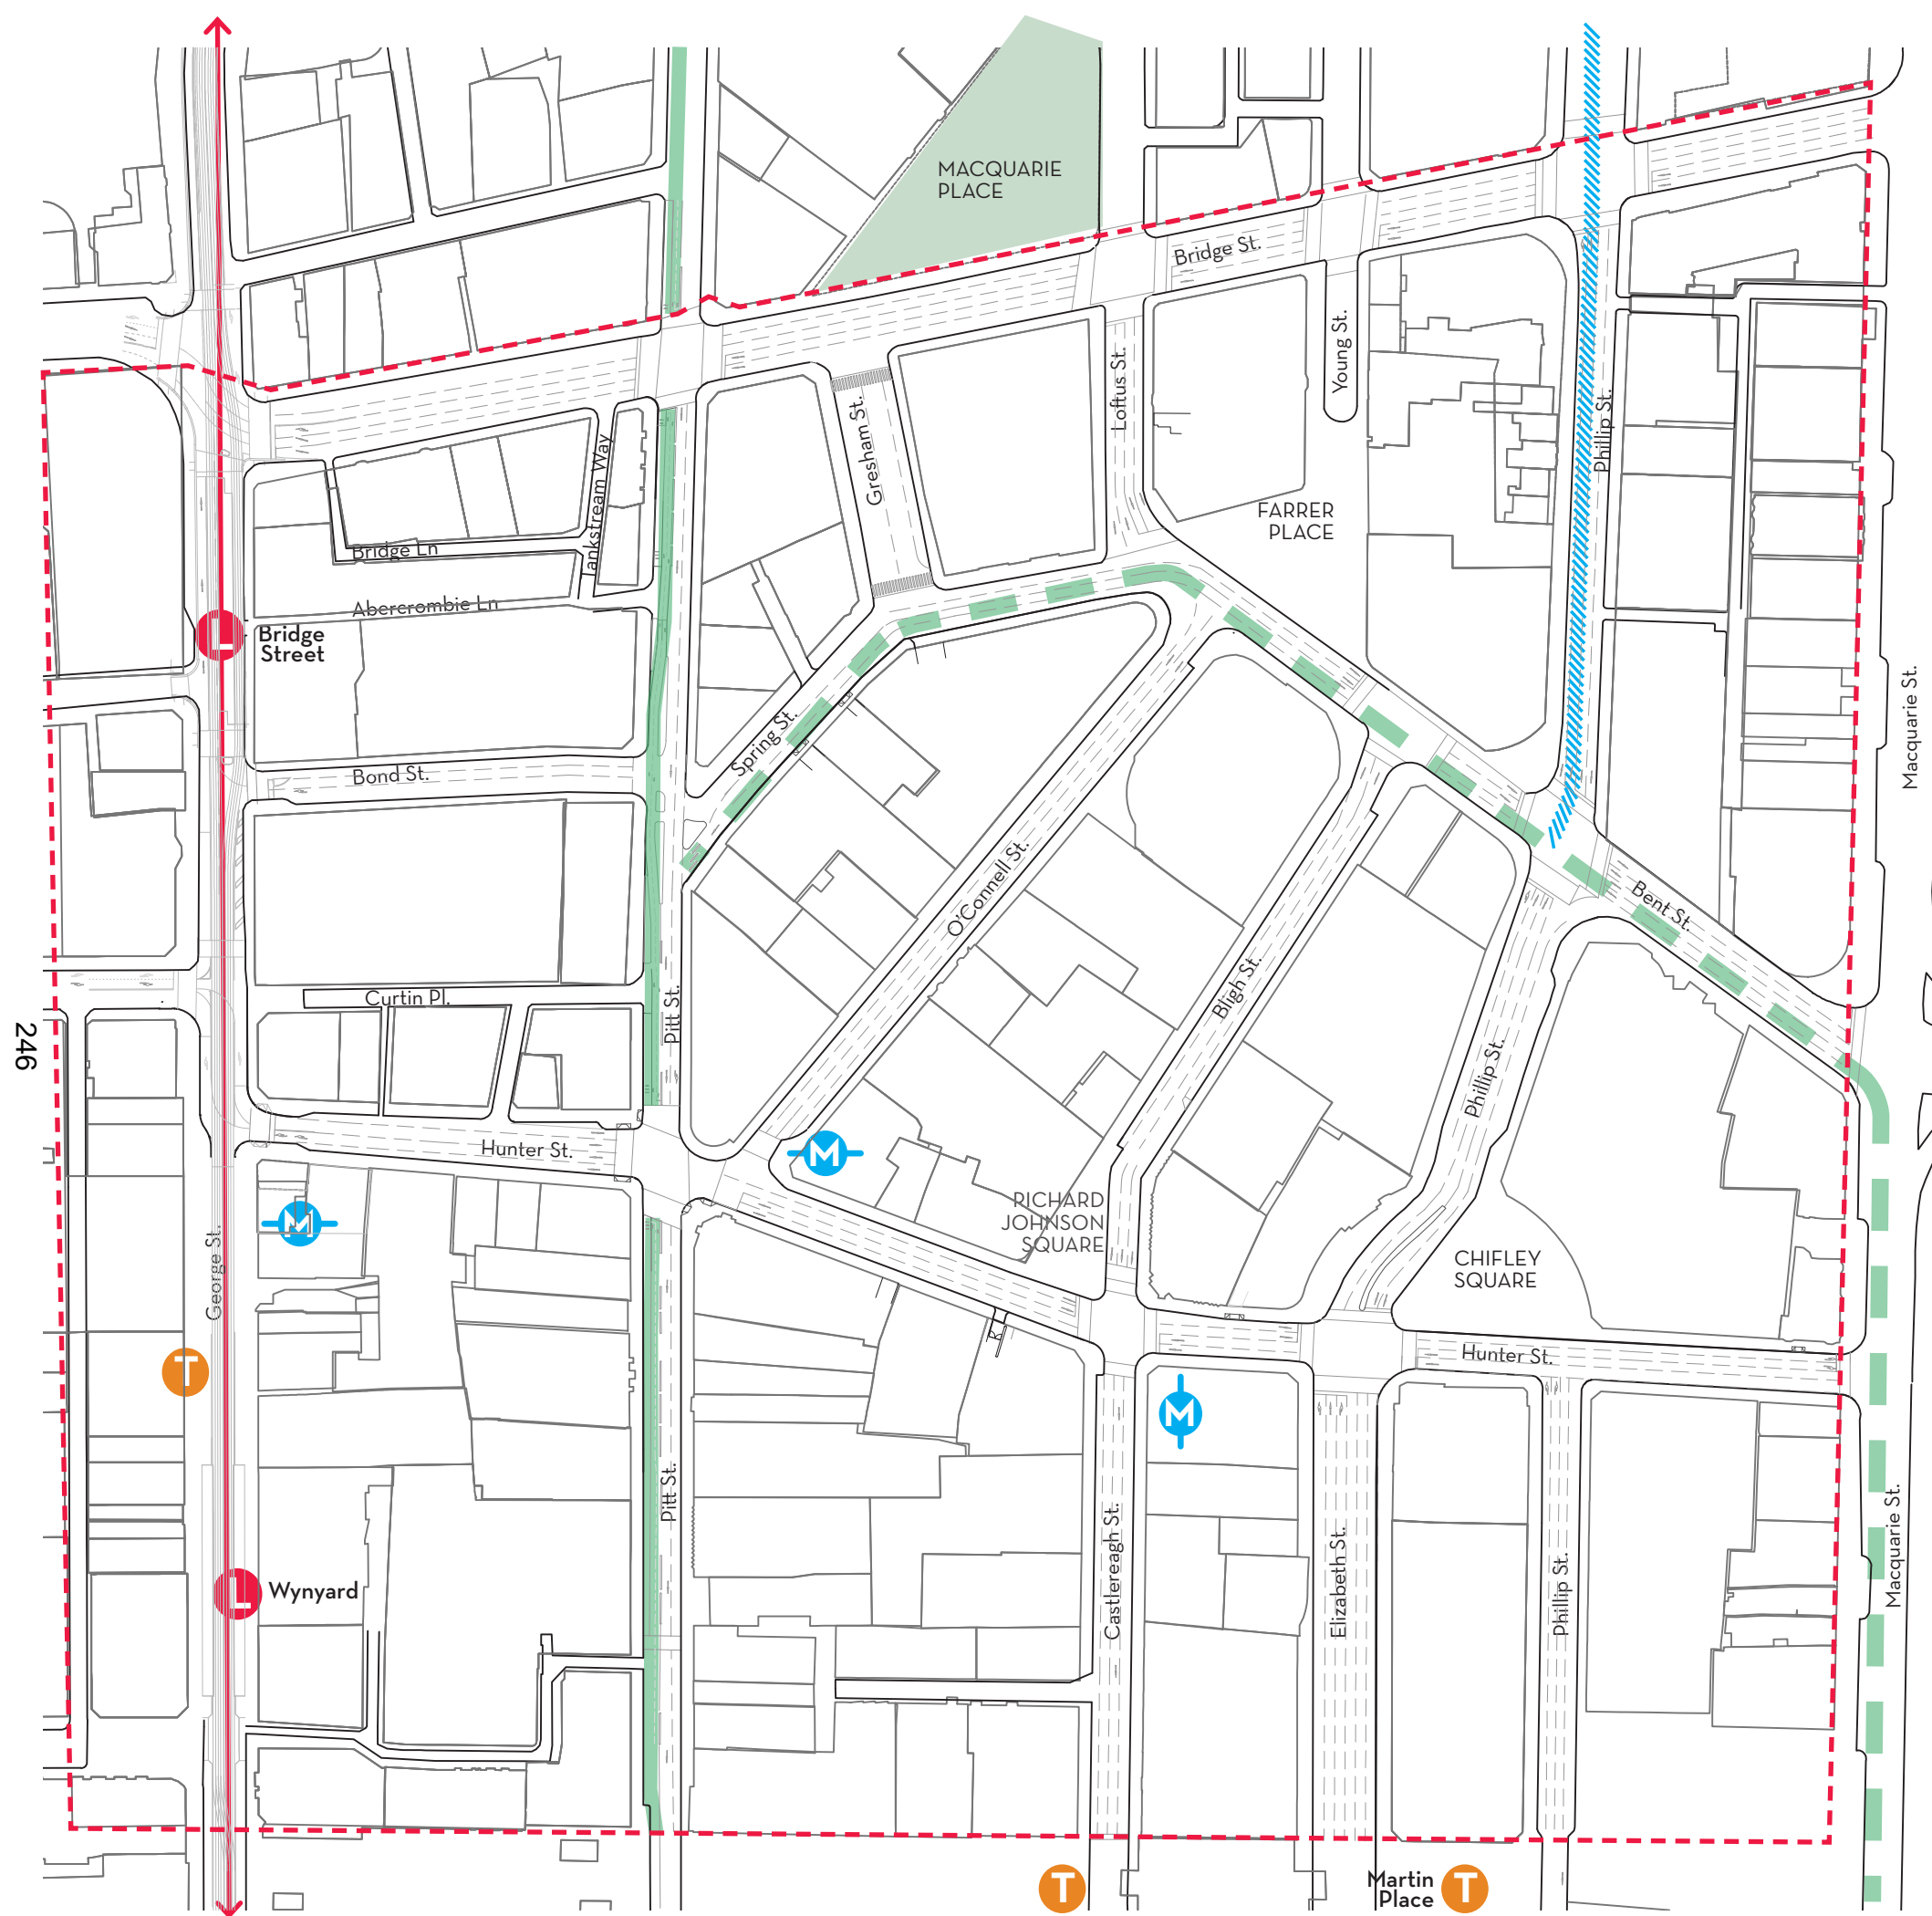 MACQUARIE
PLACE
Bridge St.
Young St.
Loftus St.
Gresham St.
Phillip St.
Tankstream Way
FARRER
PLACE
Bridge Ln
Abercrombie Ln
L
Bridge
Street
Macquarie St.
Spring St.
Bond St.
O'Connell St.
Bent St.
Bligh St.
Curtin Pl.
Pitt St.
246
Phillip St.
Hunter St.
M
M
RICHARD
JOHNSON
SQUARE
George St.
CHIFLEY
SQUARE
Hunter St.
T
M
Pitt St.
Castlereagh St.
Elizabeth St.
Phillip St.
Macquarie St.
L
Wynyard
T
Martin
Place
T